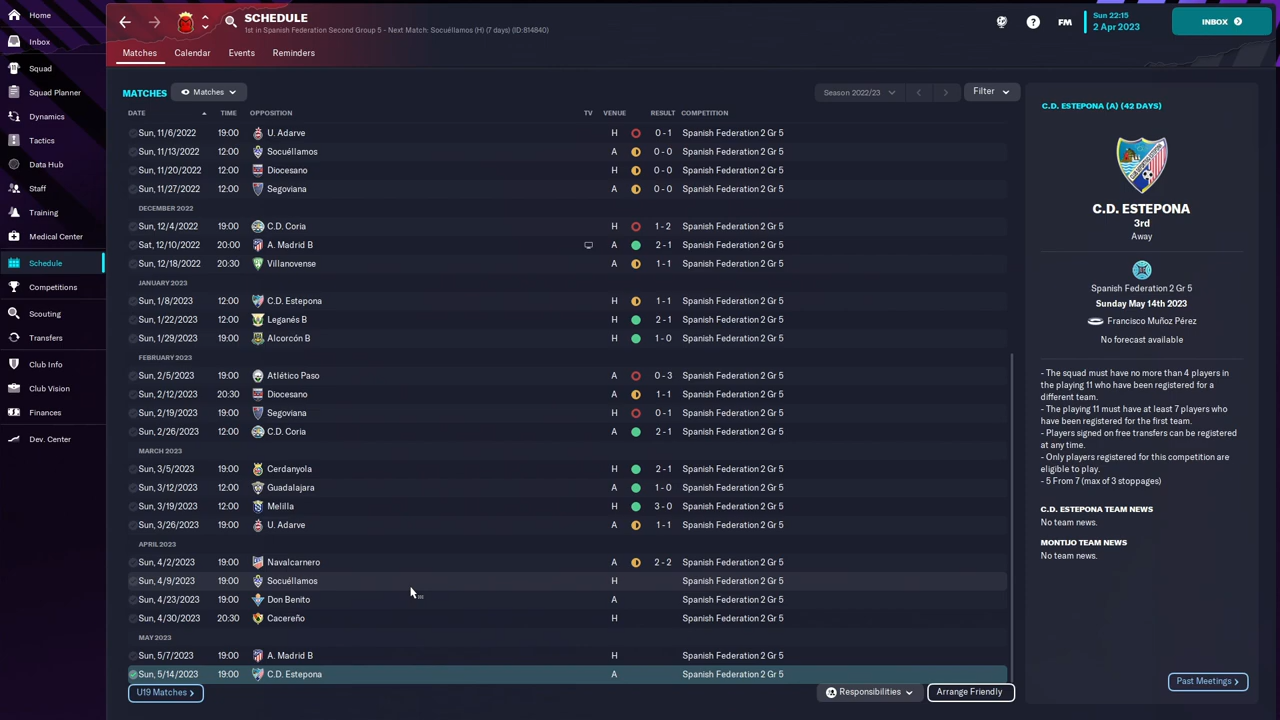 Home
Inbox
Squad
Squad Planner
Dynamics
Tactics
Data Hub
Staff
Training
Medical Center
Schedule
Competitions
Scouting
Transfers
Club Info
Club Vision
Finances
Dev. Center
SCHEDULE
1st in Spanish Federation Second Group 5 - Next Match: Socuéllamos (H) (7 days) (ID:814840)
? FM Sun 22:15
2 Apr 2023
INBOX
Matches Calendar Events Reminders
MATCHES Matches Season 2022/23 Filter
DATE TIME OPPOSITION TV VENUE RESULT COMPETITION
Sun, 11/6/2022 19:00 U. Adarve H 0 - 1 Spanish Federation 2 Gr 5
Sun, 11/13/2022 12:00 Socuéllamos A 0 - 0 Spanish Federation 2 Gr 5
Sun, 11/20/2022 12:00 Diocesano H 0 - 0 Spanish Federation 2 Gr 5
Sun, 11/27/2022 12:00 Segoviana A 0 - 0 Spanish Federation 2 Gr 5
DECEMBER 2022
Sun, 12/4/2022 19:00 C.D. Coria H 1 - 2 Spanish Federation 2 Gr 5
Sat, 12/10/2022 20:00 A. Madrid B A 2 - 1 Spanish Federation 2 Gr 5
Sun, 12/18/2022 20:30 Villanovense A 1 - 1 Spanish Federation 2 Gr 5
JANUARY 2023
Sun, 1/8/2023 12:00 C.D. Estepona H 1 - 1 Spanish Federation 2 Gr 5
Sun, 1/22/2023 12:00 Leganés B H 2 - 1 Spanish Federation 2 Gr 5
Sun, 1/29/2023 19:00 Alcorcón B H 1 - 0 Spanish Federation 2 Gr 5
FEBRUARY 2023
Sun, 2/5/2023 19:00 Atlético Paso A 0 - 3 Spanish Federation 2 Gr 5
Sun, 2/12/2023 20:30 Diocesano A 1 - 1 Spanish Federation 2 Gr 5
Sun, 2/19/2023 19:00 Segoviana H 0 - 1 Spanish Federation 2 Gr 5
Sun, 2/26/2023 12:00 C.D. Coria A 2 - 1 Spanish Federation 2 Gr 5
MARCH 2023
Sun, 3/5/2023 19:00 Cerdanyola H 2 - 1 Spanish Federation 2 Gr 5
Sun, 3/12/2023 12:00 Guadalajara A 1 - 0 Spanish Federation 2 Gr 5
Sun, 3/19/2023 12:00 Melilla H 3 - 0 Spanish Federation 2 Gr 5
Sun, 3/26/2023 19:00 U. Adarve A 1 - 1 Spanish Federation 2 Gr 5
APRIL 2023
Sun, 4/2/2023 19:00 Navalcarnero A 2 - 2 Spanish Federation 2 Gr 5
Sun, 4/9/2023 19:00 Socuéllamos H Spanish Federation 2 Gr 5
Sun, 4/23/2023 19:00 Don Benito A Spanish Federation 2 Gr 5
Sun, 4/30/2023 20:30 Cacereño H Spanish Federation 2 Gr 5
MAY 2023
Sun, 5/7/2023 19:00 A. Madrid B H Spanish Federation 2 Gr 5
Sun, 5/14/2023 19:00 C.D. Estepona A Spanish Federation 2 Gr 5
U19 Matches Responsibilities Arrange Friendly
C.D. ESTEPONA (A) (42 DAYS)
C.D. ESTEPONA
3rd
Away
Spanish Federation 2 Gr 5
Sunday May 14th 2023
Francisco Muñoz Pérez
No forecast available
- The squad must have no more than 4 players in
the playing 11 who have been registered for a
different team.
- The playing 11 must have at least 7 players who
have been registered for the first team.
- Players signed on free transfers can be registered
at any time.
- Only players registered for this competition are
eligible to play.
- 5 From 7 (max of 3 stoppages)
C.D. ESTEPONA TEAM NEWS
No team news.
MONTIJO TEAM NEWS
No team news.
Past Meetings